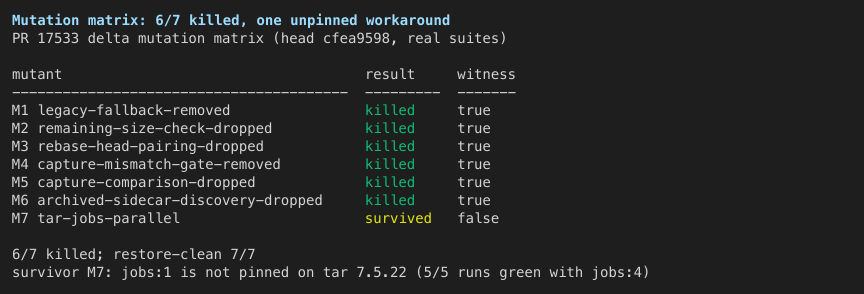 Mutation matrix: 6/7 killed, one unpinned workaround
PR 17533 delta mutation matrix (head cfea9598, real suites)
mutant result witness
---------------------------------------- --------- -------
M1 legacy-fallback-removed killed true
M2 remaining-size-check-dropped killed true
M3 rebase-head-pairing-dropped killed true
M4 capture-mismatch-gate-removed killed true
M5 capture-comparison-dropped killed true
M6 archived-sidecar-discovery-dropped killed true
M7 tar-jobs-parallel survived false
6/7 killed; restore-clean 7/7
survivor M7: jobs:1 is not pinned on tar 7.5.22 (5/5 runs green with jobs:4)